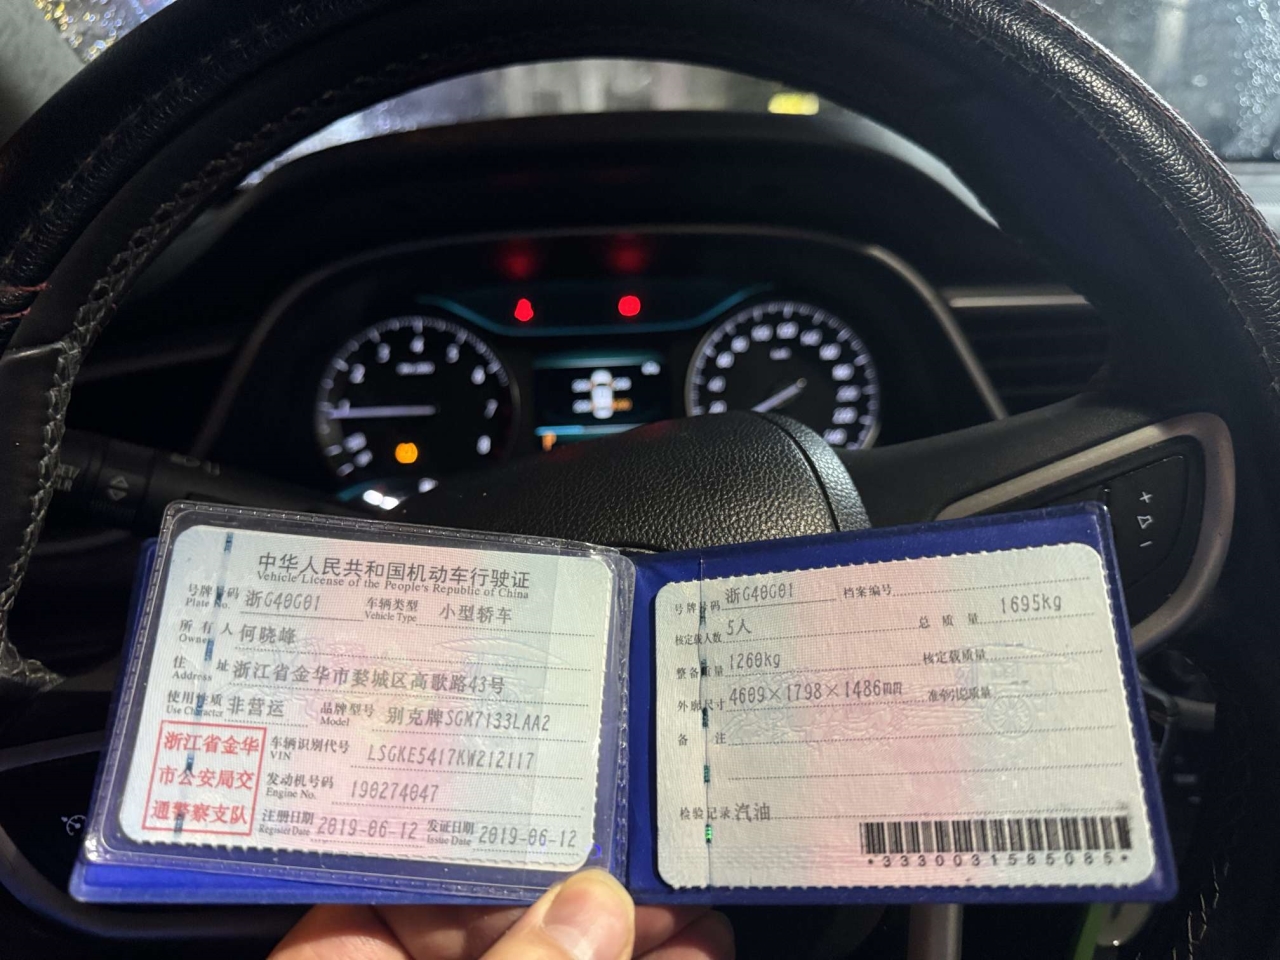 中华人民共和国机动车行驶证
Vehicle License of the People's Republic of China
号牌号码 浙G40G01 车辆类型 小型轿车
Plate No. Vehicle Type
所有人 何晓峰
Owner
住址 浙江省金华市婺城区高歌路43号
Address
使用性质 非营运 品牌型号 别克牌SGM7133LAA2
Use Character Model
浙江省金华
市公安局交
通警察支队
车辆识别代号 LSGKE5417KW212117
VIN
发动机号码 190274047
Engine No.
注册日期 2019-06-12 发证日期 2019-06-12
Register Date Issue Date
号牌号码 浙G40G01 档案编号
核定载人数 5人 总质量 1695kg
整备质量 1260kg 核定载质量
外廓尺寸 4609×1798×1486mm 准牵引总质量
备注
检验记录 汽油
*3330031585085*
3
4
5
6
2
7
1
8
+
-